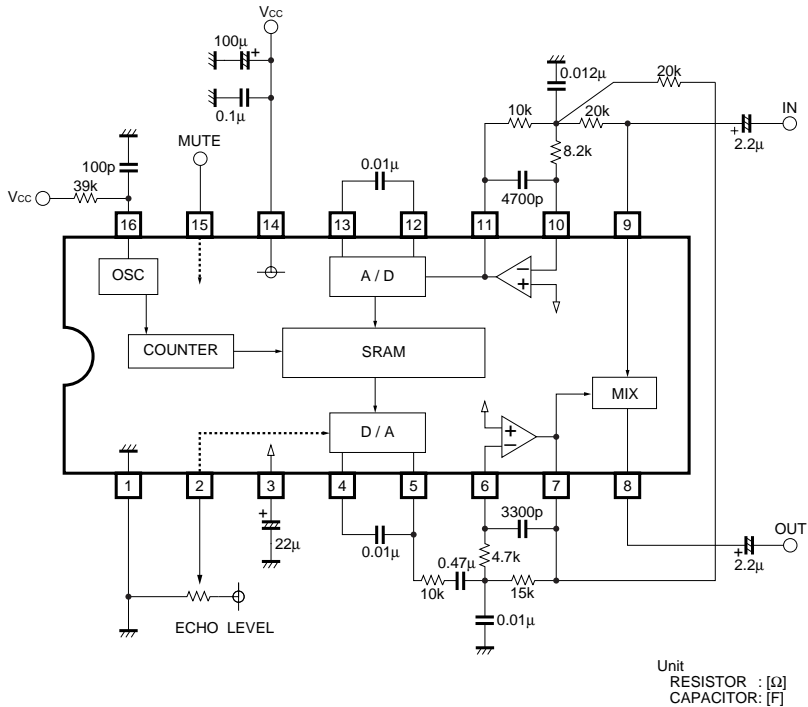 VCC
100μ +
0.1μ
MUTE
100p
VCC
39k
0.01μ
0.012μ
20k
10k
20k
8.2k
4700p
IN
+ 2.2μ
16 15 14 13 12 11 10 9
OSC
A / D
−
+
COUNTER
SRAM
MIX
D / A
+
−
1 2 3 4 5 6 7 8
+
22μ
0.01μ
3300p
4.7k
0.47μ
10k
15k
0.01μ
OUT
+ 2.2μ
ECHO LEVEL
Unit
RESISTOR : [Ω]
CAPACITOR: [F]